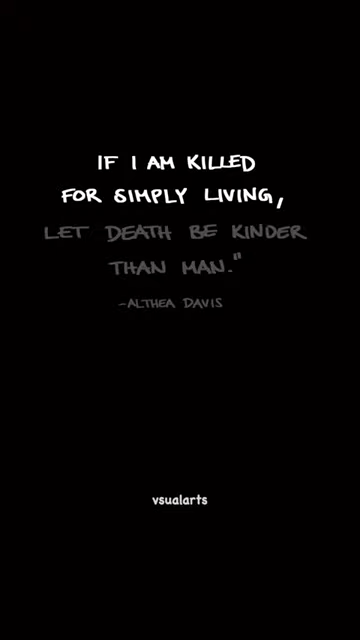 IF I AM KILLED
FOR SIMPLY LIVING,
LET DEATH BE KINDER
THAN MAN."
-ALTHEA DAVIS
vsualarts